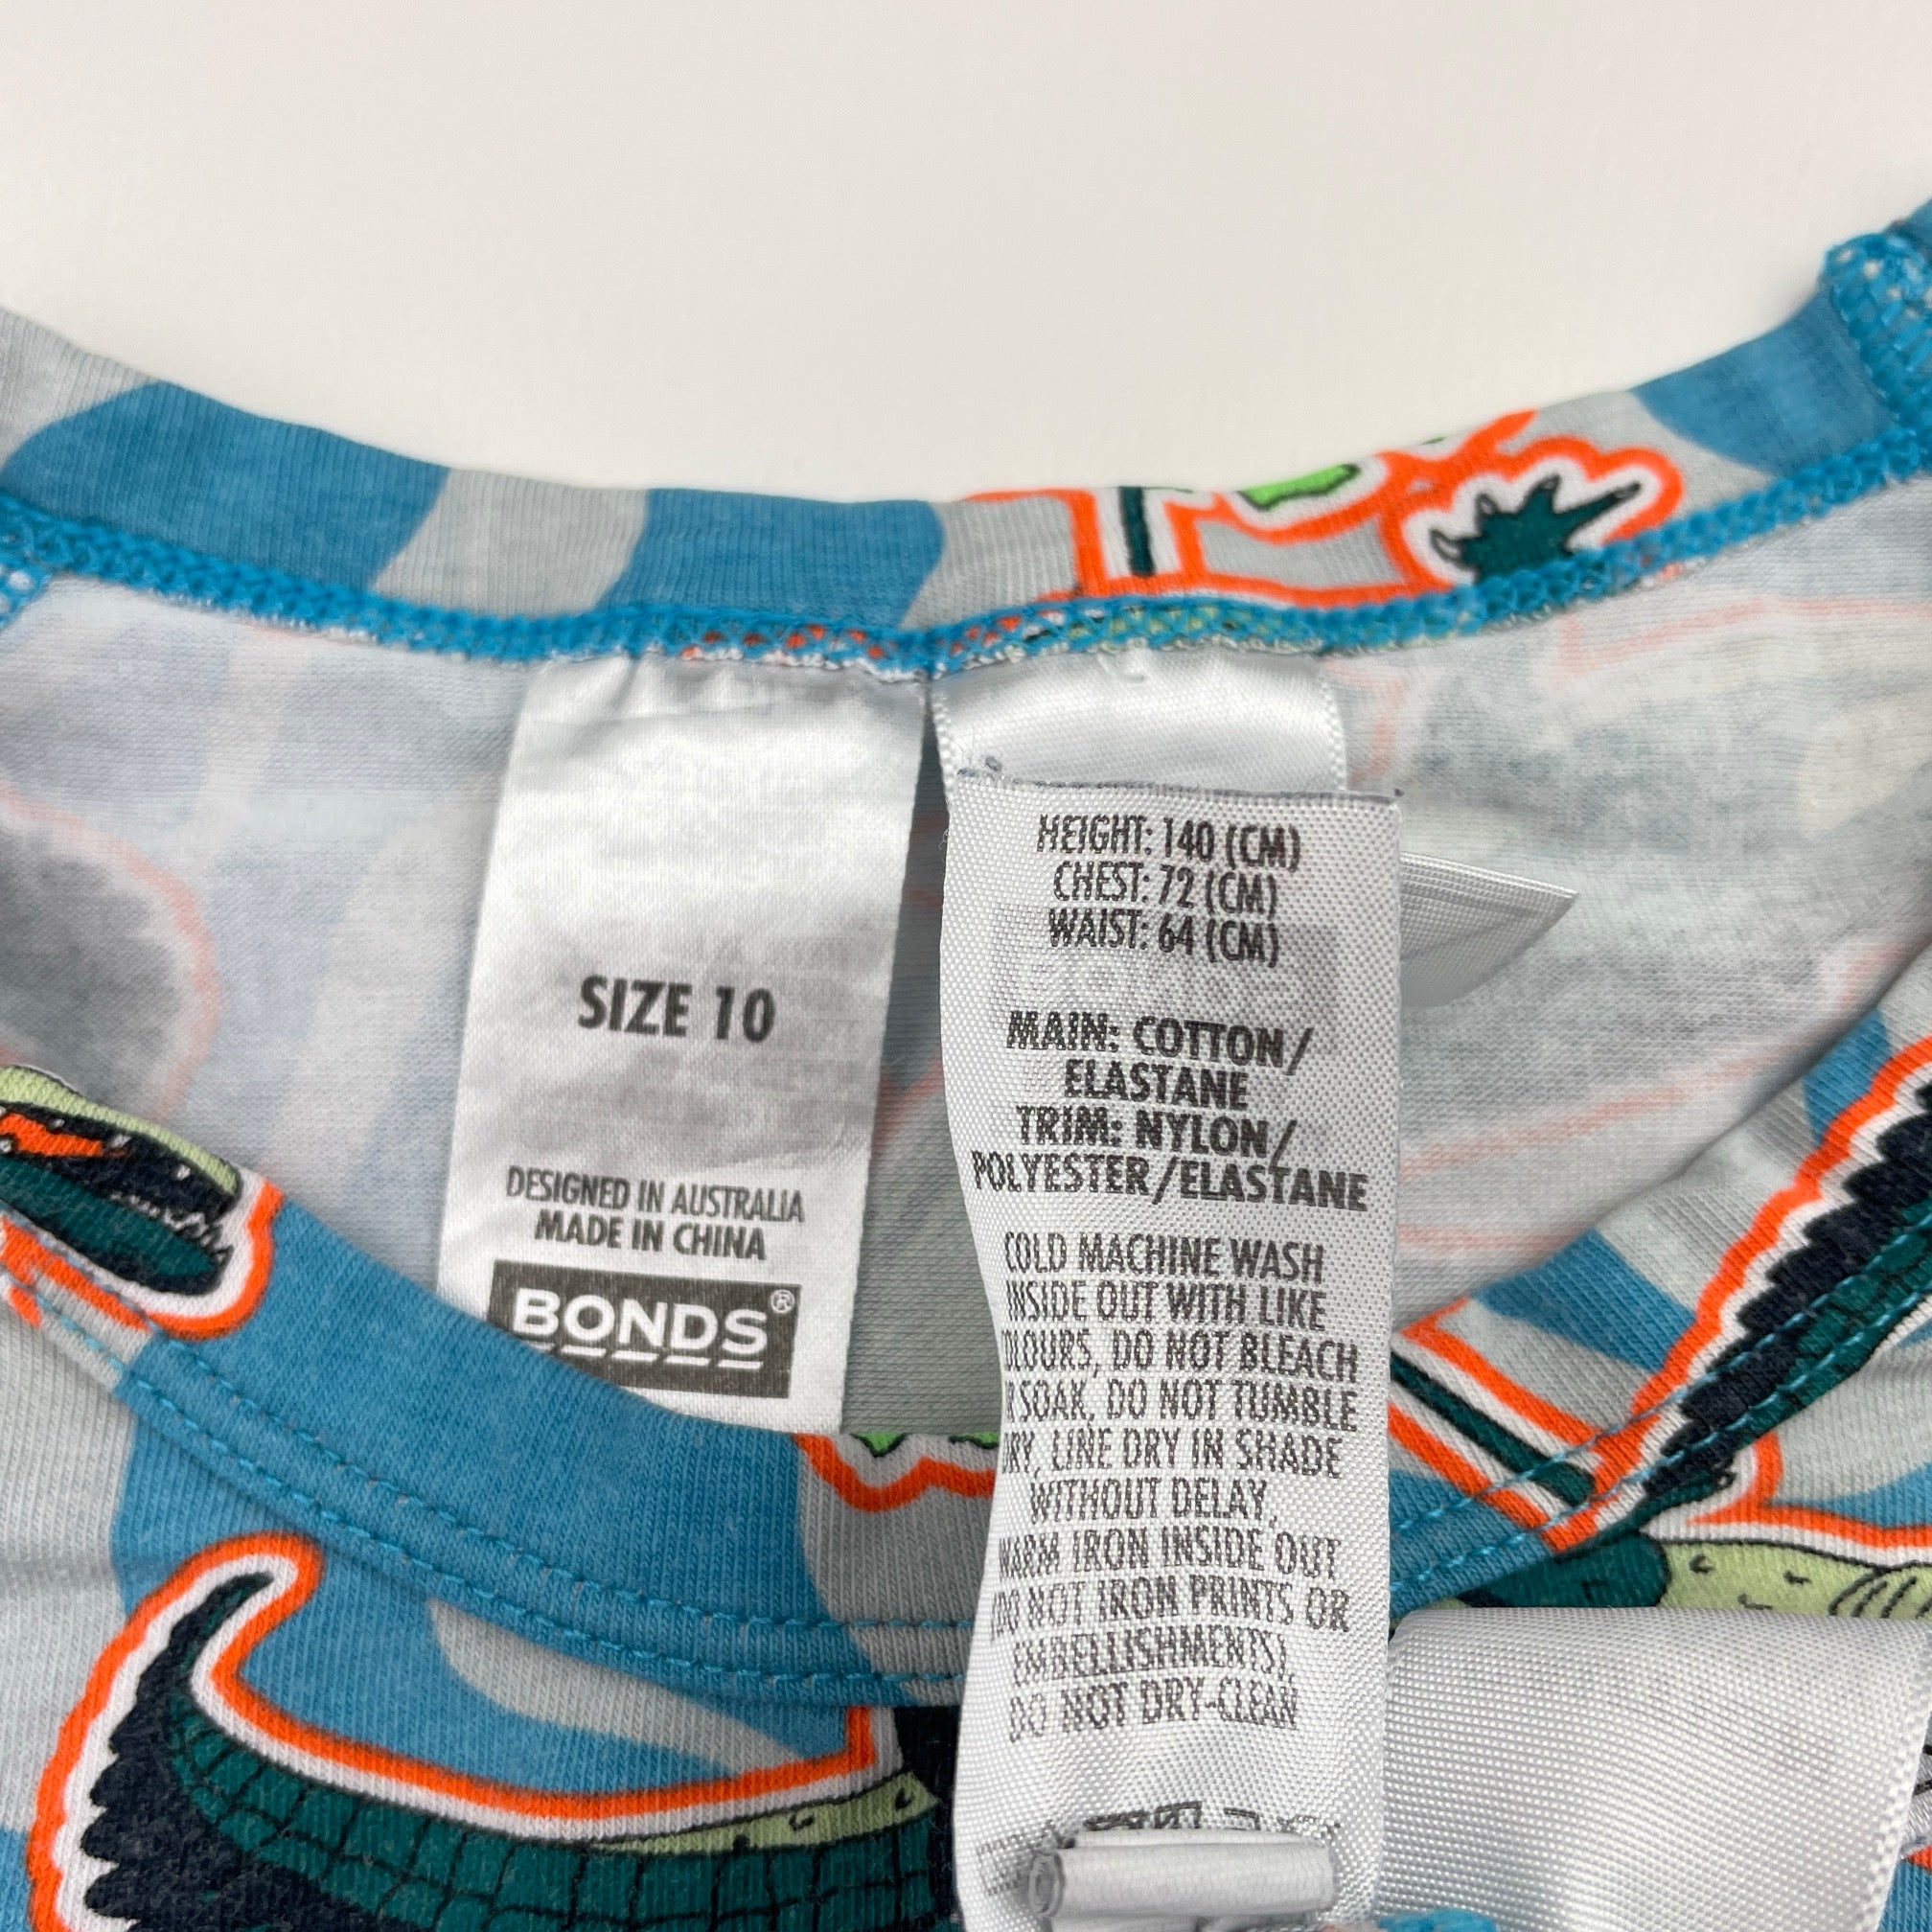 SIZE 10
DESIGNED IN AUSTRALIA
MADE IN CHINA
BONDS®
HEIGHT: 140 (CM)
CHEST: 72 (CM)
WAIST: 64 (CM)
MAIN: COTTON/
ELASTANE
TRIM: NYLON/
POLYESTER/ELASTANE
COLD MACHINE WASH
INSIDE OUT WITH LIKE
OLOURS, DO NOT BLEACH
R SOAK, DO NOT TUMBLE
DRY, LINE DRY IN SHADE
WITHOUT DELAY,
WARM IRON INSIDE OUT
(DO NOT IRON PRINTS OR
EMBELLISHMENTS),
DO NOT DRY-CLEAN